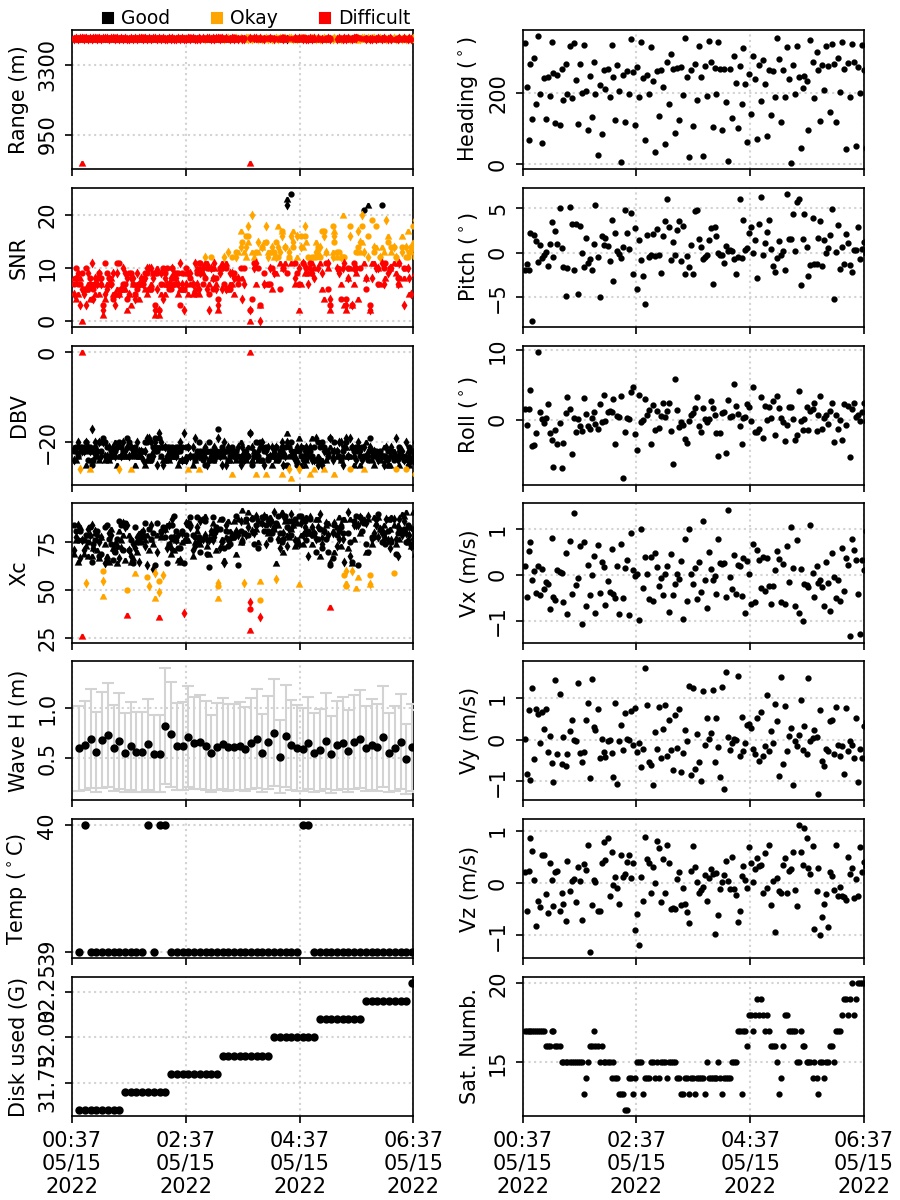 Good Okay Difficult
Range (m)
3300
950
SNR
20
10
0
DBV
0
−20
Xc
75
50
25
Wave H (m)
1.0
0.5
Temp (°C)
40
39
Disk used (G)
32.25
32.00
31.75
00:37 02:37 04:37 06:37
05/15 05/15 05/15 05/15
2022 2022 2022 2022
Heading (°)
200
0
Pitch (°)
5
0
−5
Roll (°)
10
0
Vx (m/s)
1
0
−1
Vy (m/s)
1
0
−1
Vz (m/s)
1
0
−1
Sat. Numb.
20
15
00:37 02:37 04:37 06:37
05/15 05/15 05/15 05/15
2022 2022 2022 2022